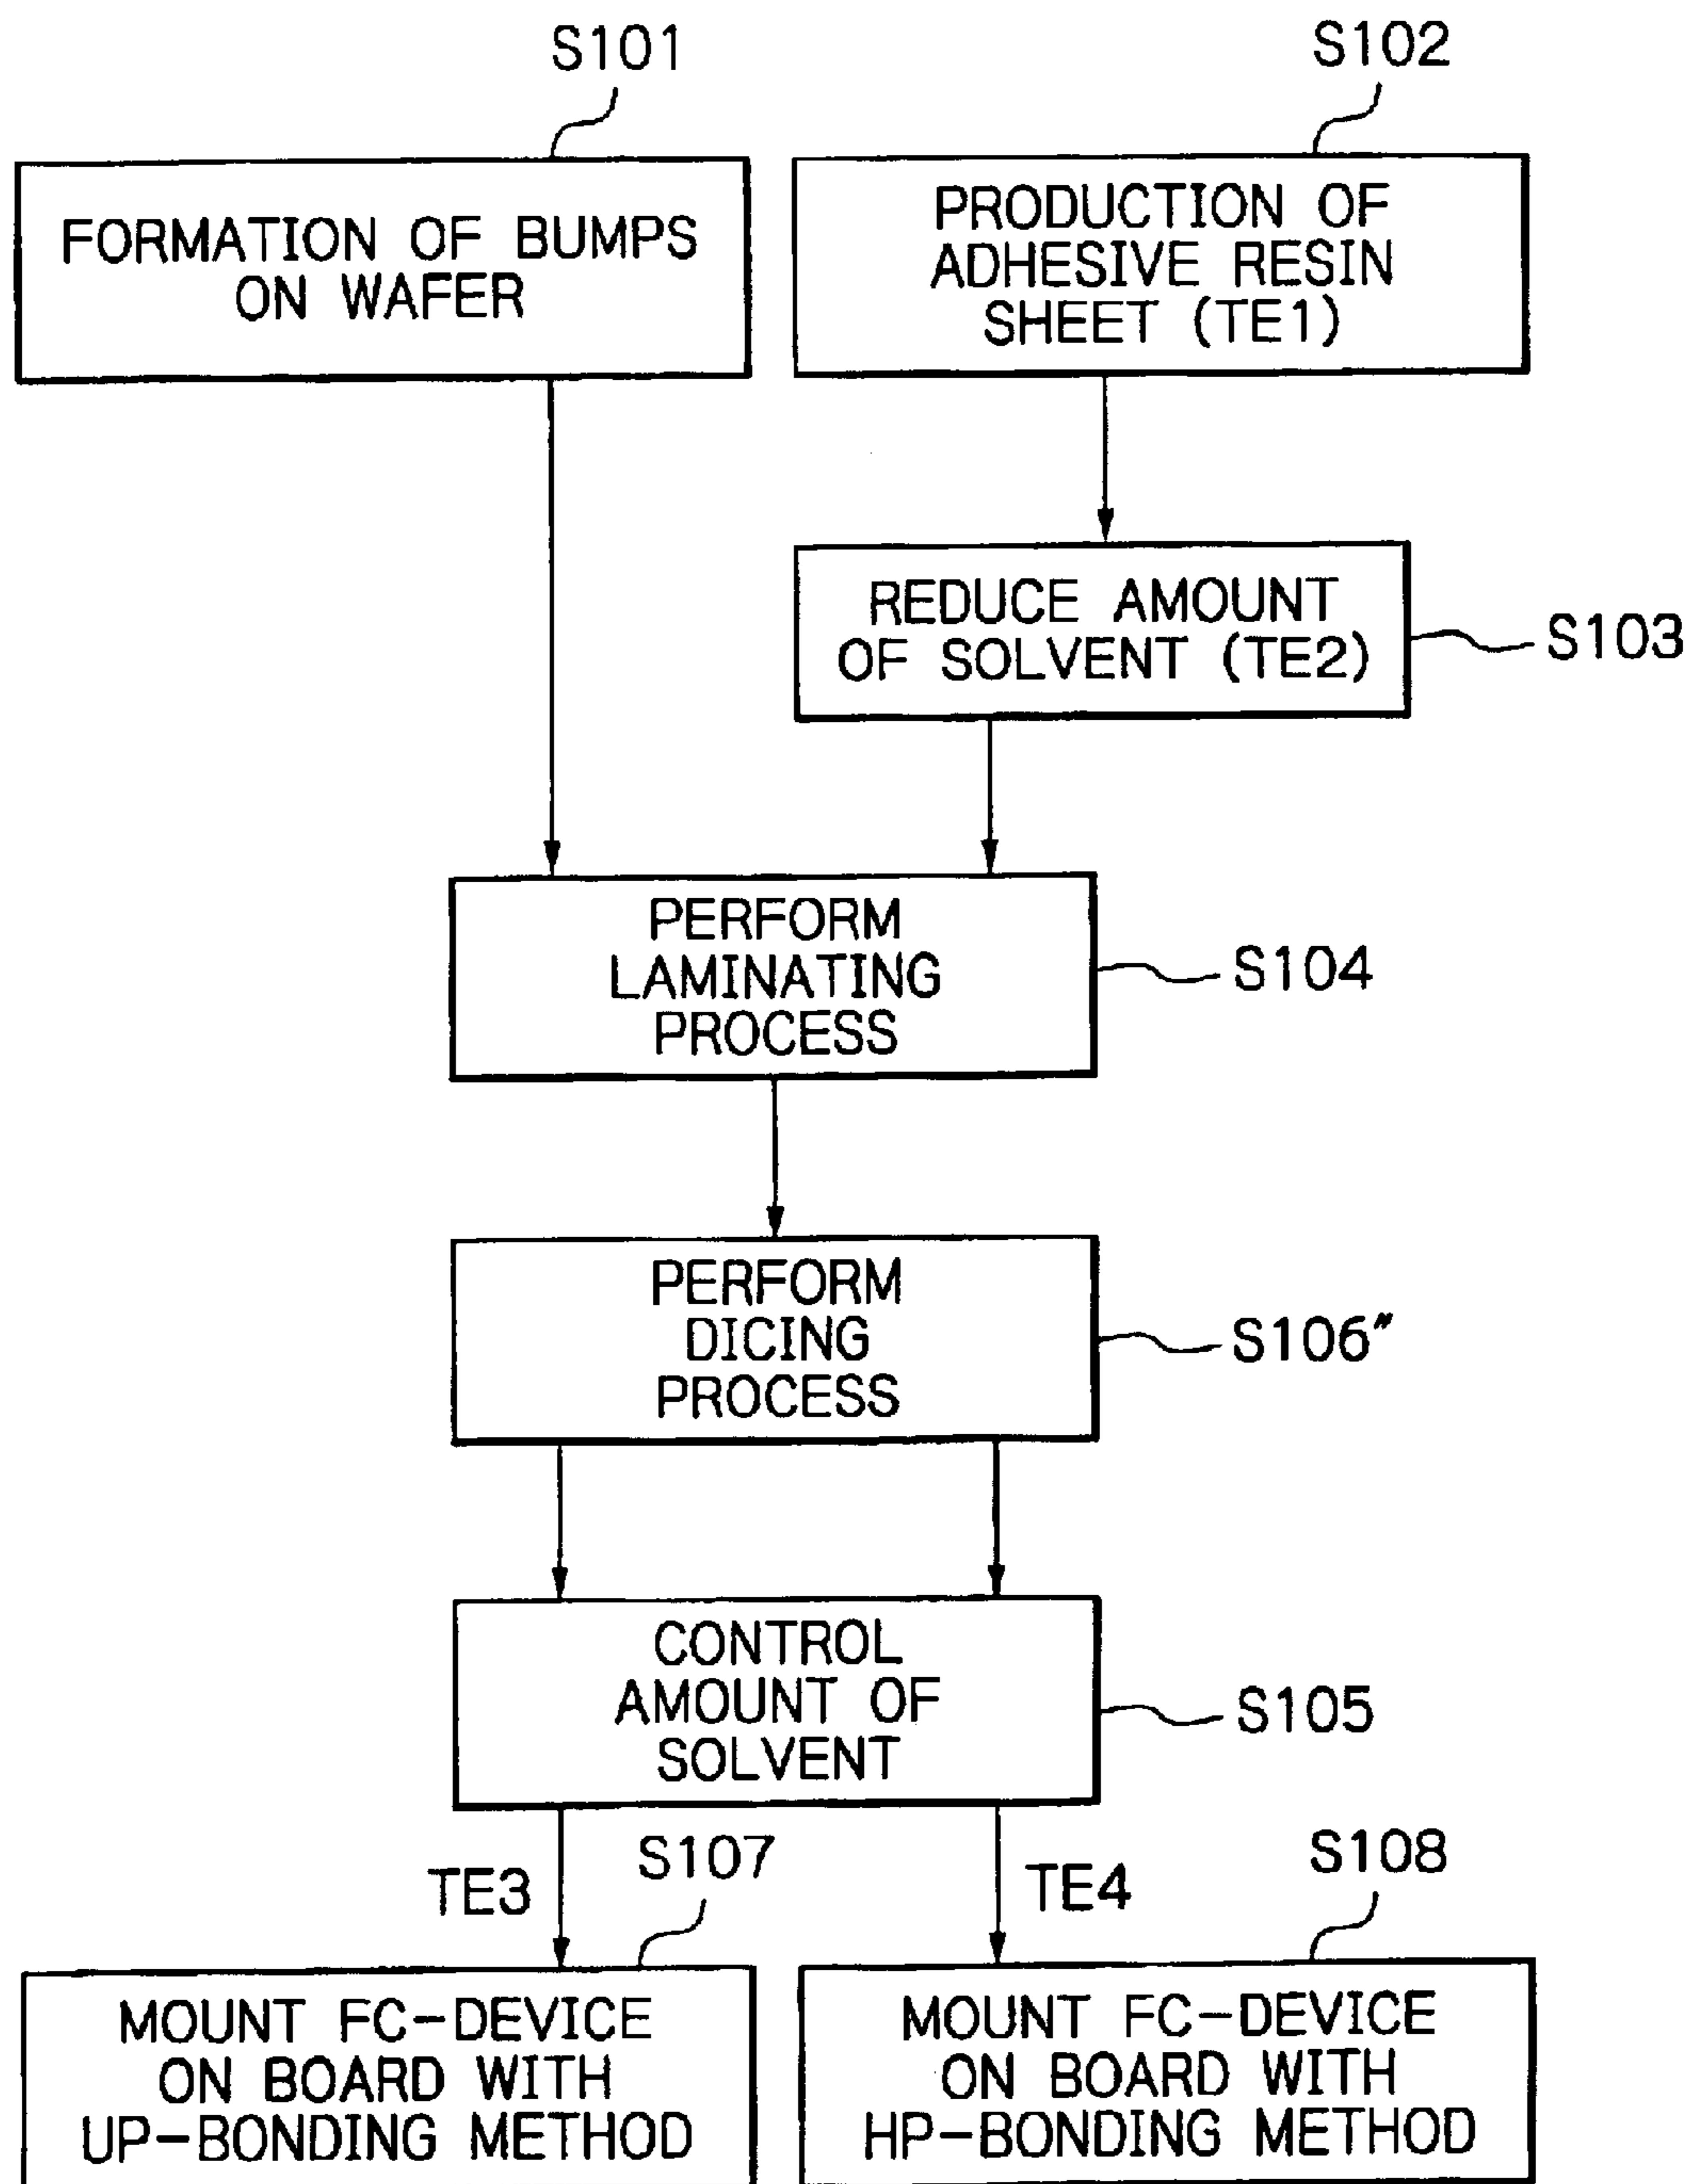 S101
S102
FORMATION OF BUMPS
ON WAFER
PRODUCTION OF
ADHESIVE RESIN
SHEET (TE1)
REDUCE AMOUNT
OF SOLVENT (TE2)
S103
PERFORM
LAMINATING
PROCESS
S104
PERFORM
DICING
PROCESS
S106"
CONTROL
AMOUNT OF
SOLVENT
S105
TE3
S107
TE4
S108
MOUNT FC-DEVICE
ON BOARD WITH
UP-BONDING METHOD
MOUNT FC-DEVICE
ON BOARD WITH
HP-BONDING METHOD